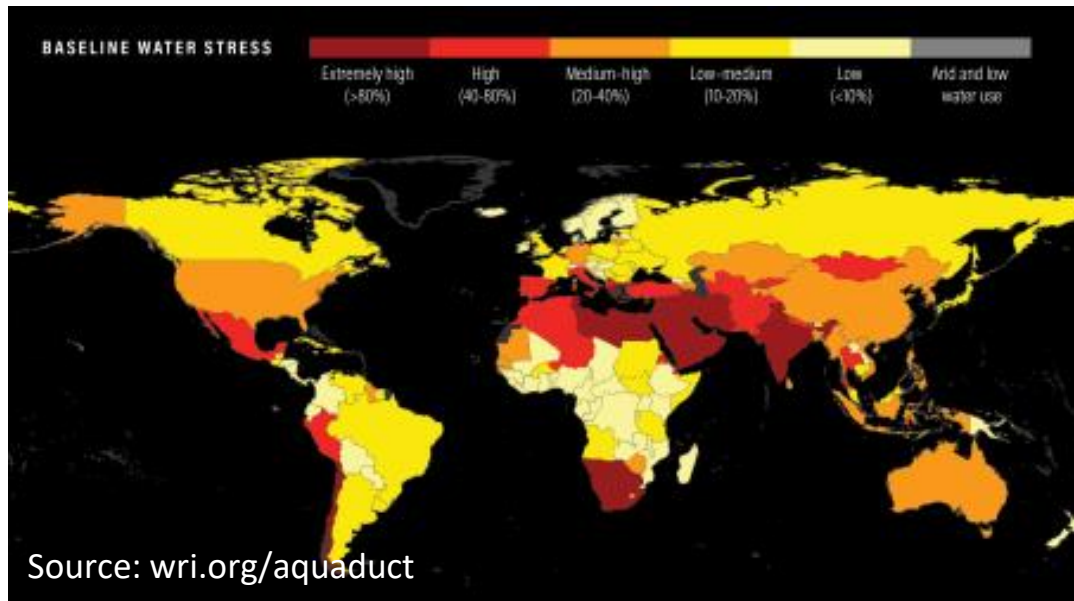 BASELINE WATER STRESS
Extremely high
(>80%)
High
(40-80%)
Medium-high
(20-40%)
Low-medium
(10-20%)
Low
(<10%)
Arid and low
water use
Source: wri.org/aquaduct